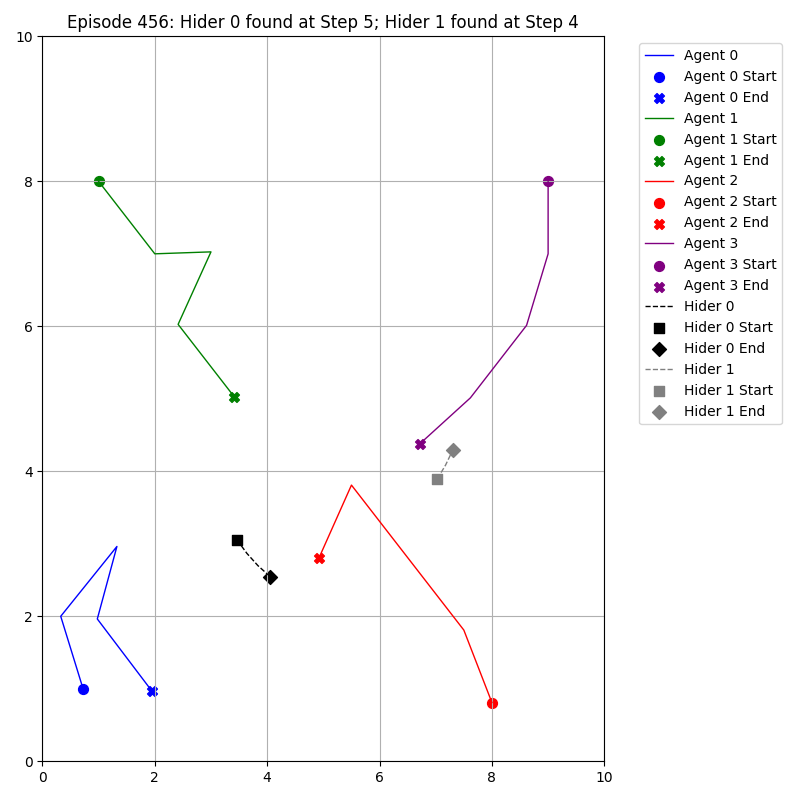 Episode 456: Hider 0 found at Step 5; Hider 1 found at Step 4
10
8
6
4
2
0
0 2 4 6 8 10
Agent 0
Agent 0 Start
Agent 0 End
Agent 1
Agent 1 Start
Agent 1 End
Agent 2
Agent 2 Start
Agent 2 End
Agent 3
Agent 3 Start
Agent 3 End
Hider 0
Hider 0 Start
Hider 0 End
Hider 1
Hider 1 Start
Hider 1 End